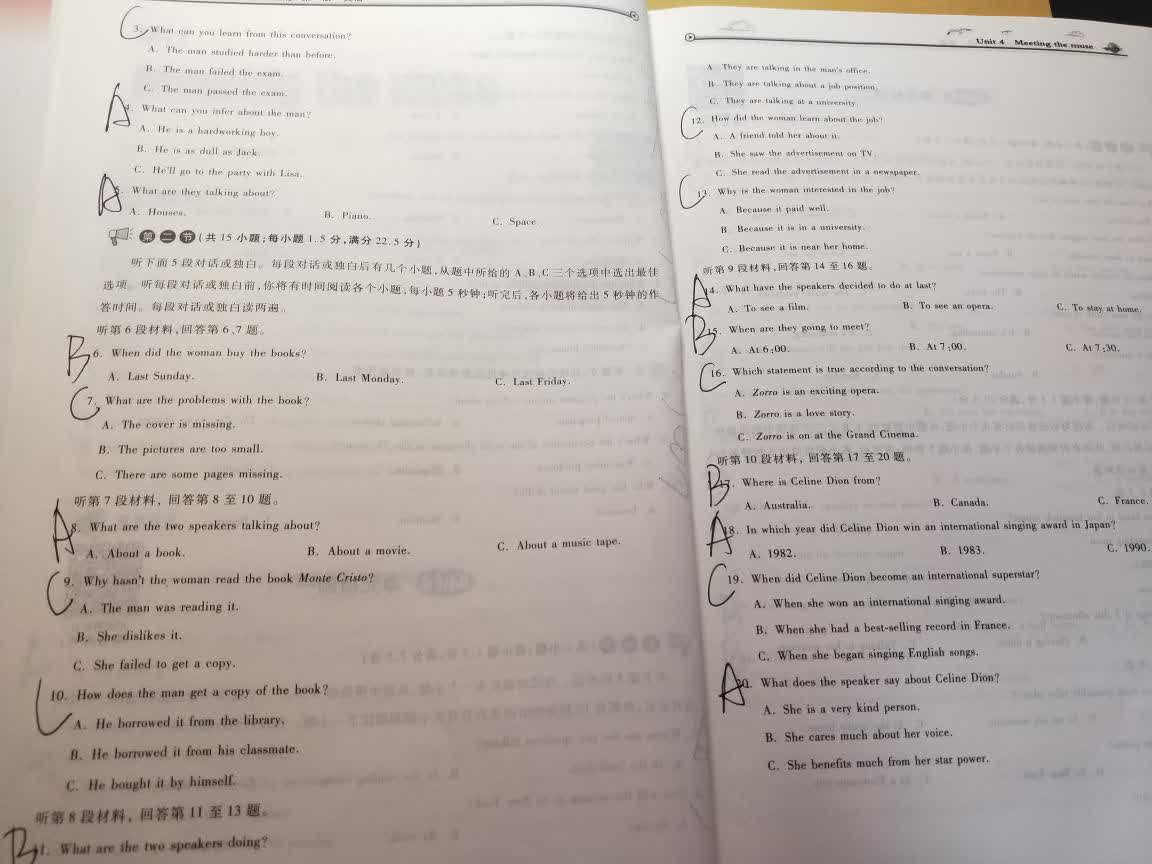 C
3. What can you learn from this conversation?
A. The man studied harder than before.
B. The man failed the exam.
C. The man passed the exam.
A
4. What can you infer about the man?
A. He is a hardworking boy.
B. He is as dull as Jack.
C. He'll go to the party with Lisa.
A
5. What are they talking about?
A. Houses. B. Piano. C. Space
第二节(共 15 小题;每小题 1.5 分,满分 22.5 分)
听下面 5 段对话或独白。每段对话或独白后有几个小题,从题中所给的 A、B、C 三个选项中选出最佳
选项。听每段对话或独白前,你将有时间阅读各个小题,每小题 5 秒钟;听完后,各小题将给出 5 秒钟的作
答时间。每段对话或独白读两遍。
听第 6 段材料,回答第 6、7 题。
B
6. When did the woman buy the books?
A. Last Sunday. B. Last Monday. C. Last Friday.
C
7. What are the problems with the book?
A. The cover is missing.
B. The pictures are too small.
C. There are some pages missing.
听第 7 段材料, 回答第 8 至 10 题。
A
8. What are the two speakers talking about?
A. About a book. B. About a movie. C. About a music tape.
C
9. Why hasn't the woman read the book Monte Cristo?
A. The man was reading it.
B. She dislikes it.
C. She failed to get a copy.
10. How does the man get a copy of the book?
A. He borrowed it from the library.
B. He borrowed it from his classmate.
C. He bought it by himself.
听第 8 段材料, 回答第 11 至 13 题。
B
11. What are the two speakers doing?
Unit 4 Meeting the muse
A. They are talking in the man's office.
B. They are talking about a job position.
C. They are talking at a university.
C
12. How did the woman learn about the job?
A. A friend told her about it.
B. She saw the advertisement on TV.
C. She read the advertisement in a newspaper.
C
13. Why is the woman interested in the job?
A. Because it paid well.
B. Because it is in a university.
C. Because it is near her home.
听第 9 段材料,回答第 14 至 16 题。
A
14. What have the speakers decided to do at last?
A. To see a film. B. To see an opera. C. To stay at home.
B
15. When are they going to meet?
A. At 6:00. B. At 7:00. C. At 7:30.
C
16. Which statement is true according to the conversation?
A. Zorro is an exciting opera.
B. Zorro is a love story.
C. Zorro is on at the Grand Cinema.
听第 10 段材料, 回答第 17 至 20 题。
B
17. Where is Celine Dion from?
A. Australia. B. Canada. C. France.
A
18. In which year did Celine Dion win an international singing award in Japan?
A. 1982. B. 1983. C. 1990.
C
19. When did Celine Dion become an international superstar?
A. When she won an international singing award.
B. When she had a best-selling record in France.
C. When she began singing English songs.
A
20. What does the speaker say about Celine Dion?
A. She is a very kind person.
B. She cares much about her voice.
C. She benefits much from her star power.